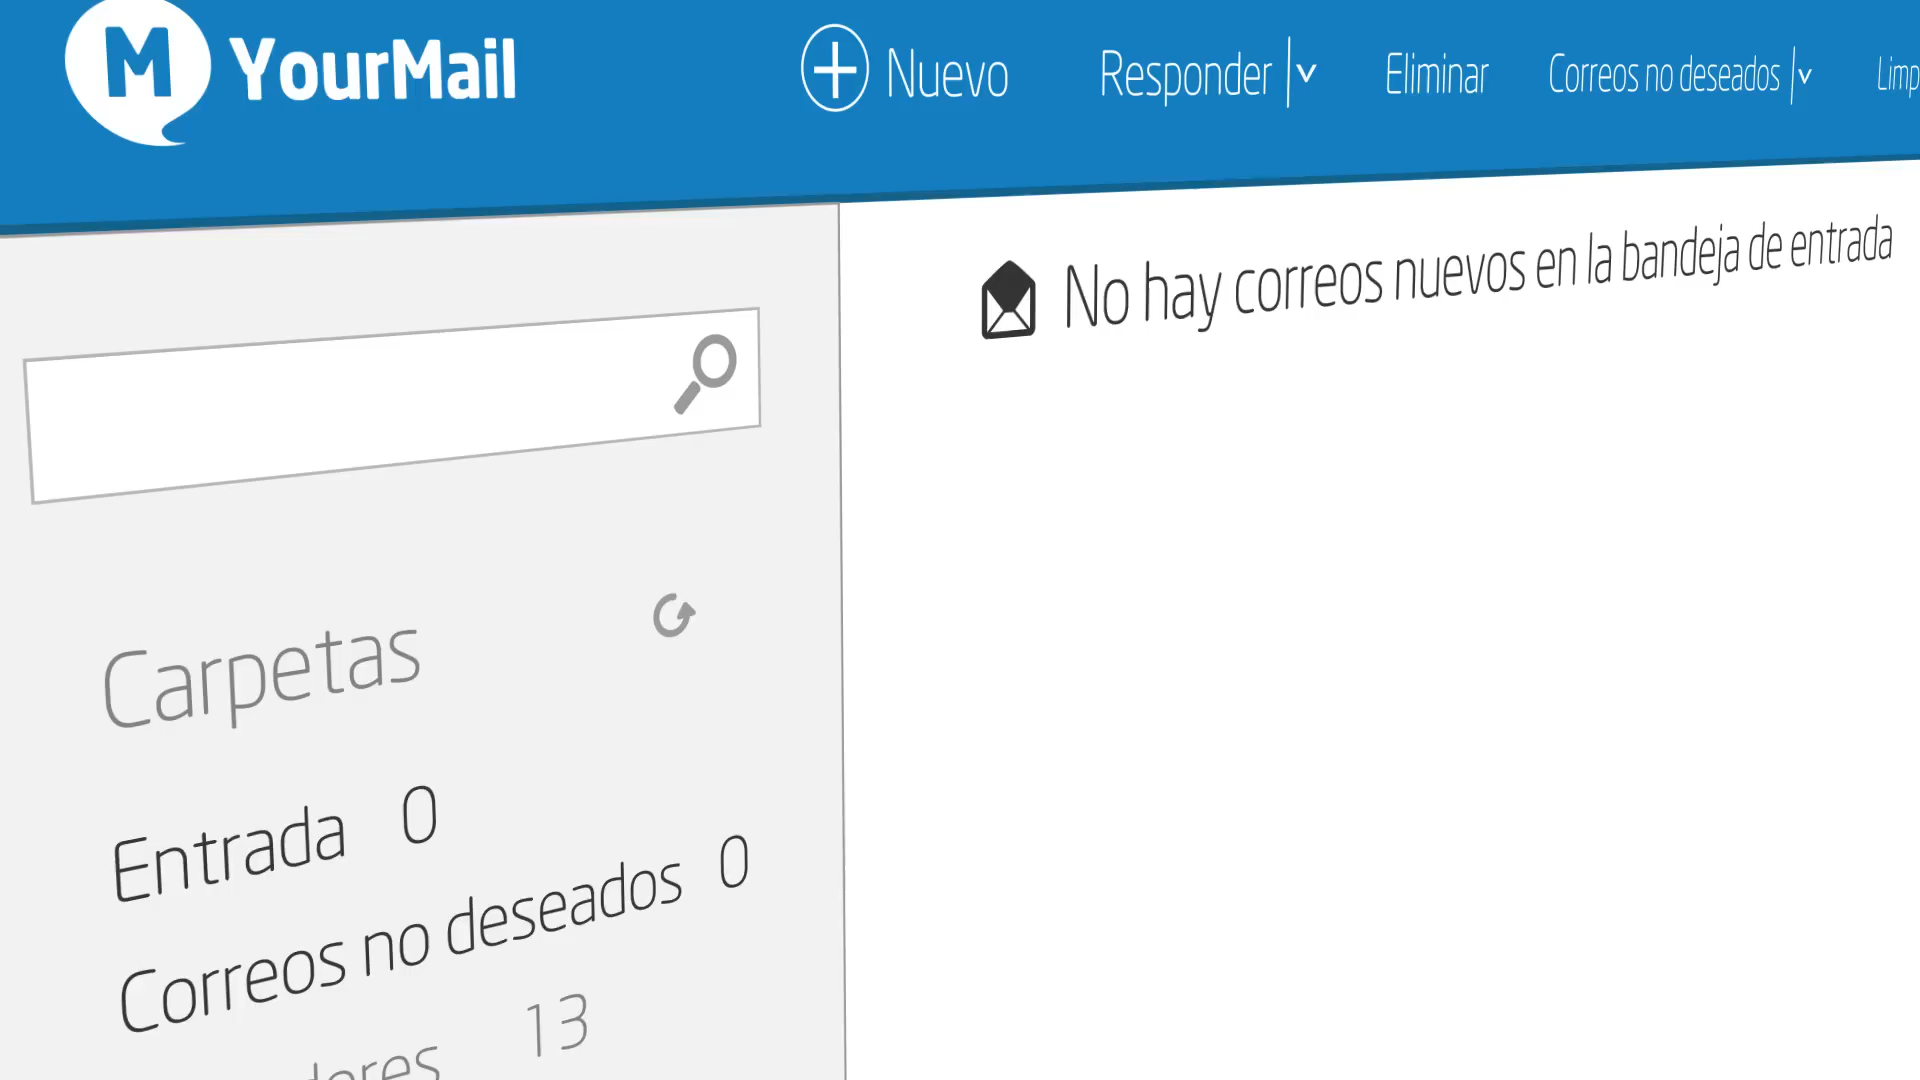 M YourMail
Nuevo
Responder
Eliminar
Correos no deseados
No hay correos nuevos en la bandeja de entrada
Carpetas
Entrada 0
Correos no deseados 0
13